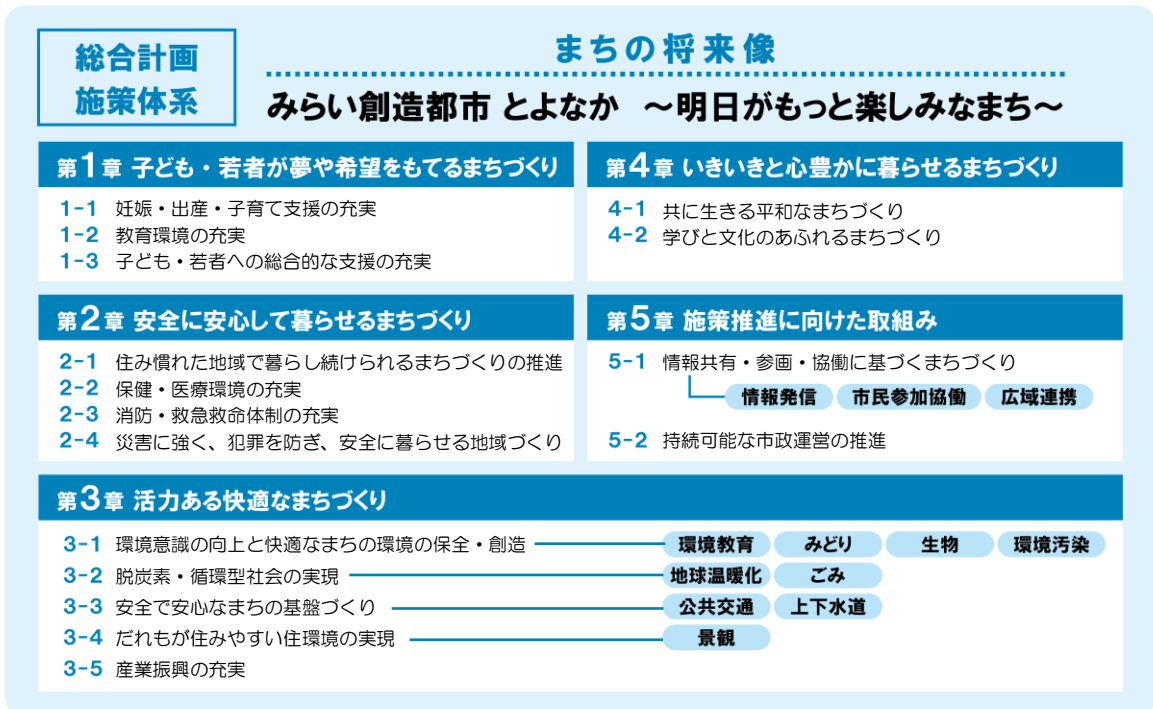 総合計画
施策体系
まちの将来像
みらい創造都市 とよなか ～明日がもっと楽しみなまち～
第1章 子ども・若者が夢や希望をもてるまちづくり
1-1 妊娠・出産・子育て支援の充実
1-2 教育環境の充実
1-3 子ども・若者への総合的な支援の充実
第2章 安全に安心して暮らせるまちづくり
2-1 住み慣れた地域で暮らし続けられるまちづくりの推進
2-2 保健・医療環境の充実
2-3 消防・救急救命体制の充実
2-4 災害に強く、犯罪を防ぎ、安全に暮らせる地域づくり
第4章 いきいきと心豊かに暮らせるまちづくり
4-1 共に生きる平和なまちづくり
4-2 学びと文化のあふれるまちづくり
第5章 施策推進に向けた取組み
5-1 情報共有・参画・協働に基づくまちづくり
情報発信 市民参加協働 広域連携
5-2 持続可能な市政運営の推進
第3章 活力ある快適なまちづくり
3-1 環境意識の向上と快適なまちの環境の保全・創造 環境教育 みどり 生物 環境汚染
3-2 脱炭素・循環型社会の実現 地球温暖化 ごみ
3-3 安全で安心なまちの基盤づくり 公共交通 上下水道
3-4 だれもが住みやすい住環境の実現 景観
3-5 産業振興の充実